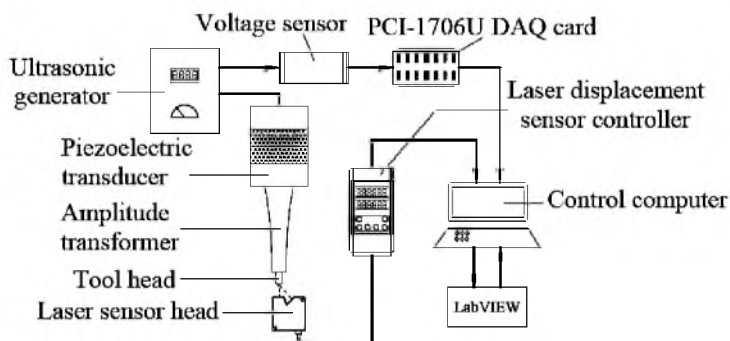 Voltage sensor
PCI-1706U DAQ card
Ultrasonic
generator
Laser displacement
sensor controller
Piezoelectric
transducer
Amplitude
transformer
Control computer
Tool head
Laser sensor head
LabVIEW